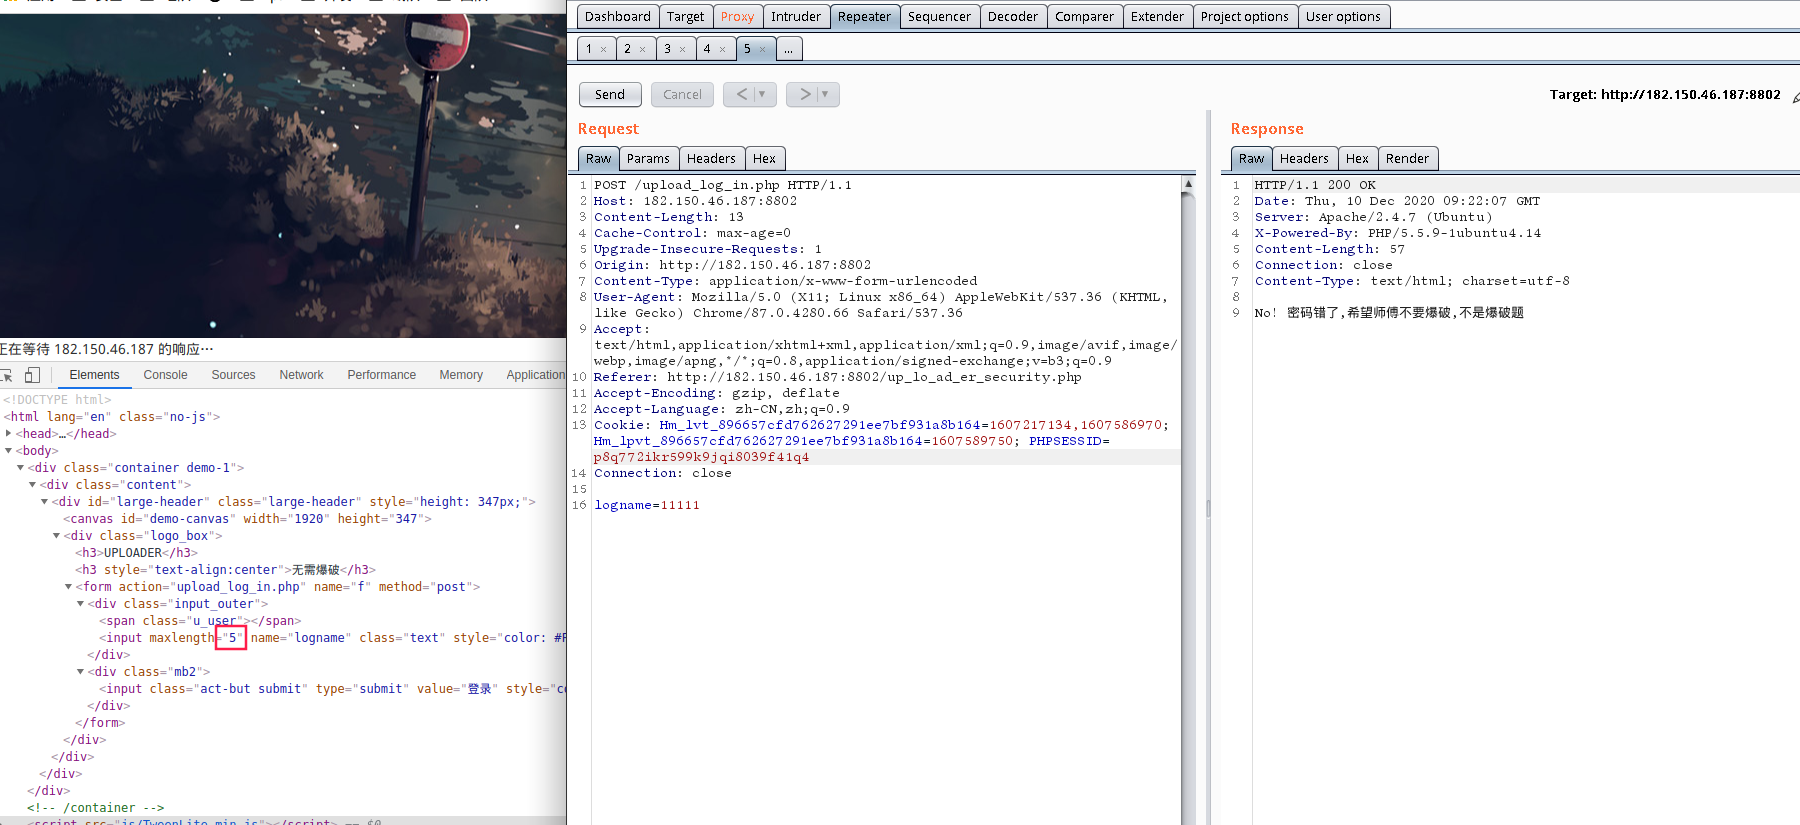 Dashboard Target Proxy Intruder Repeater Sequencer Decoder Comparer Extender Project options User options
1 × 2 × 3 × 4 × 5 × ...
Send Cancel < ▼ > ▼ Target: http://182.150.46.187:8802
Request
Raw Params Headers Hex
1 POST /upload_log_in.php HTTP/1.1
2 Host: 182.150.46.187:8802
3 Content-Length: 13
4 Cache-Control: max-age=0
5 Upgrade-Insecure-Requests: 1
6 Origin: http://182.150.46.187:8802
7 Content-Type: application/x-www-form-urlencoded
8 User-Agent: Mozilla/5.0 (X11; Linux x86_64) AppleWebKit/537.36 (KHTML,
like Gecko) Chrome/87.0.4280.66 Safari/537.36
9 Accept:
text/html,application/xhtml+xml,application/xml;q=0.9,image/avif,image/
webp,image/apng,*/*;q=0.8,application/signed-exchange;v=b3;q=0.9
10 Referer: http://182.150.46.187:8802/up_lo_ad_er_security.php
11 Accept-Encoding: gzip, deflate
12 Accept-Language: zh-CN,zh;q=0.9
13 Cookie: Hm_lvt_896657cfd762627291ee7bf931a8b164=1607217134,1607586970;
Hm_lpvt_896657cfd762627291ee7bf931a8b164=1607589750; PHPSESSID=
p8q772ikr599k9jqi8039f41q4
14 Connection: close
15
16 logname=11111
Response
Raw Headers Hex Render
1 HTTP/1.1 200 OK
2 Date: Thu, 10 Dec 2020 09:22:07 GMT
3 Server: Apache/2.4.7 (Ubuntu)
4 X-Powered-By: PHP/5.5.9-1ubuntu4.14
5 Content-Length: 57
6 Connection: close
7 Content-Type: text/html; charset=utf-8
8
9 No! 密码错了,希望师傅不要爆破,不是爆破题
正在等待 182.150.46.187 的响应…
Elements Console Sources Network Performance Memory Application
<!DOCTYPE html>
<html lang="en" class="no-js">
<head>…</head>
<body>
<div class="container demo-1">
<div class="content">
<div id="large-header" class="large-header" style="height: 347px;">
<canvas id="demo-canvas" width="1920" height="347">
<div class="logo_box">
<h3>UPLOADER</h3>
<h3 style="text-align:center">无需爆破</h3>
<form action="upload_log_in.php" name="f" method="post">
<div class="input_outer">
<span class="u_user"></span>
<input maxlength="5" name="logname" class="text" style="color: #F
</div>
<div class="mb2">
<input class="act-but submit" type="submit" value="登录" style="co
</div>
</form>
</div>
</div>
</div>
</div>
<!-- /container -->
<script src="js/TweenLite.min.js"></script> == $0